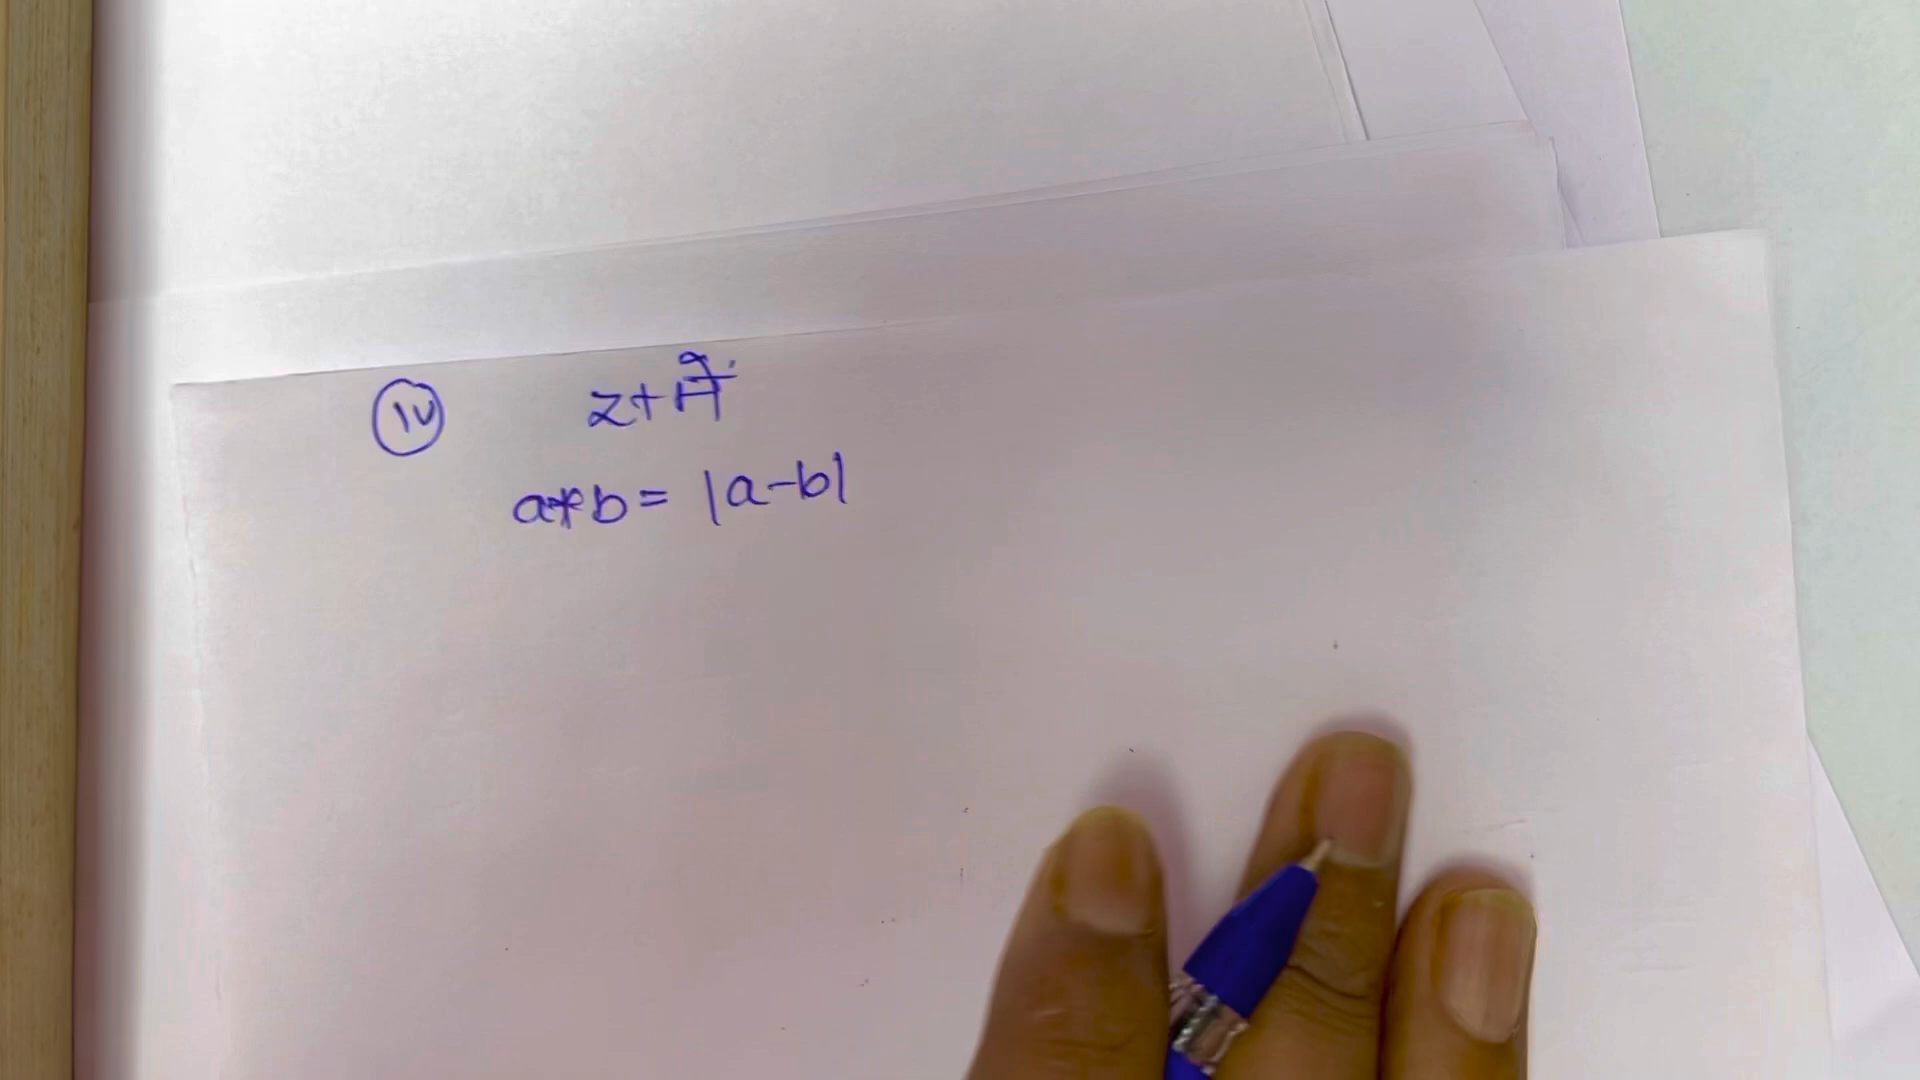 (iv) Z+ ആ.
a*b = |a-b|